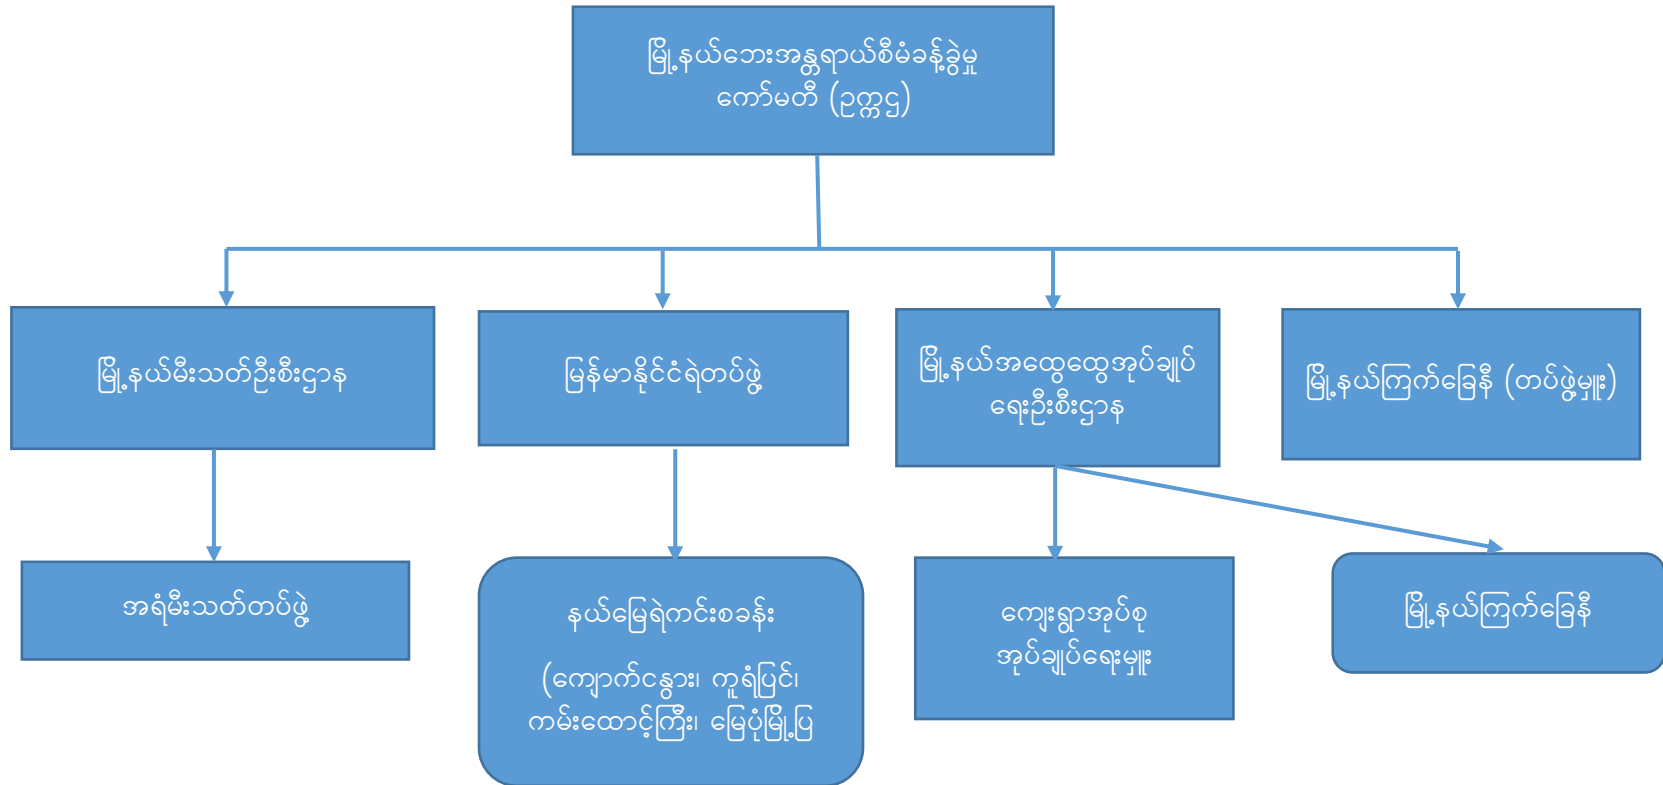 မြို့နယ်ဘေးအန္တရာယ်စီမံခန့်ခွဲမှု
ကော်မတီ (ဥက္ကဌ)
မြို့နယ်မီးသတ်ဦးစီးဌာန
မြန်မာနိုင်ငံရဲတပ်ဖွဲ့
မြို့နယ်အထွေထွေအုပ်ချုပ်
ရေးဦးစီးဌာန
မြို့နယ်ကြက်ခြေနီ (တပ်ဖွဲ့မှူး)
အရံမီးသတ်တပ်ဖွဲ့
နယ်မြေရဲကင်းစခန်း
(ကျောက်ငနွား၊ ကူရံပြင်၊
ကမ်းထောင့်ကြီး၊ မြေပုံမြို့ပြ
ကျေးရွာအုပ်စု
အုပ်ချုပ်ရေးမှူး
မြို့နယ်ကြက်ခြေနီ